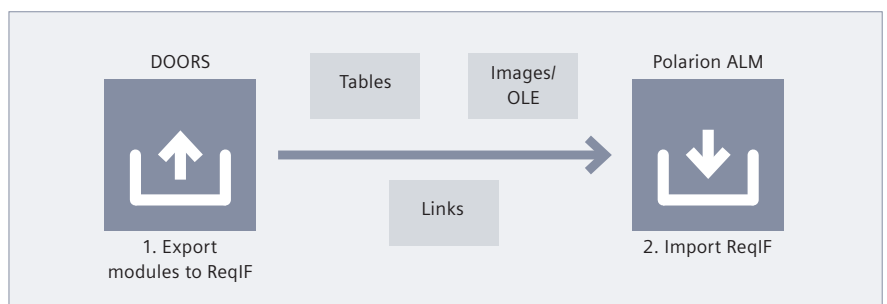 DOORS
Tables
Images/
OLE
Polarion ALM
Links
1. Export
modules to ReqIF
2. Import ReqIF